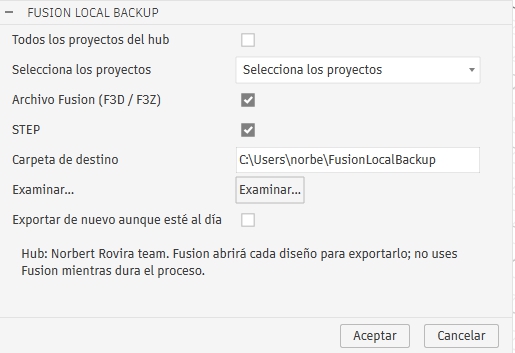 FUSION LOCAL BACKUP
Todos los proyectos del hub
Selecciona los proyectos Selecciona los proyectos
Archivo Fusion (F3D / F3Z)
STEP
Carpeta de destino C:\Users\norbe\FusionLocalBackup
Examinar... Examinar...
Exportar de nuevo aunque esté al día
Hub: Norbert Rovira team. Fusion abrirá cada diseño para exportarlo; no uses
Fusion mientras dura el proceso.
Aceptar Cancelar